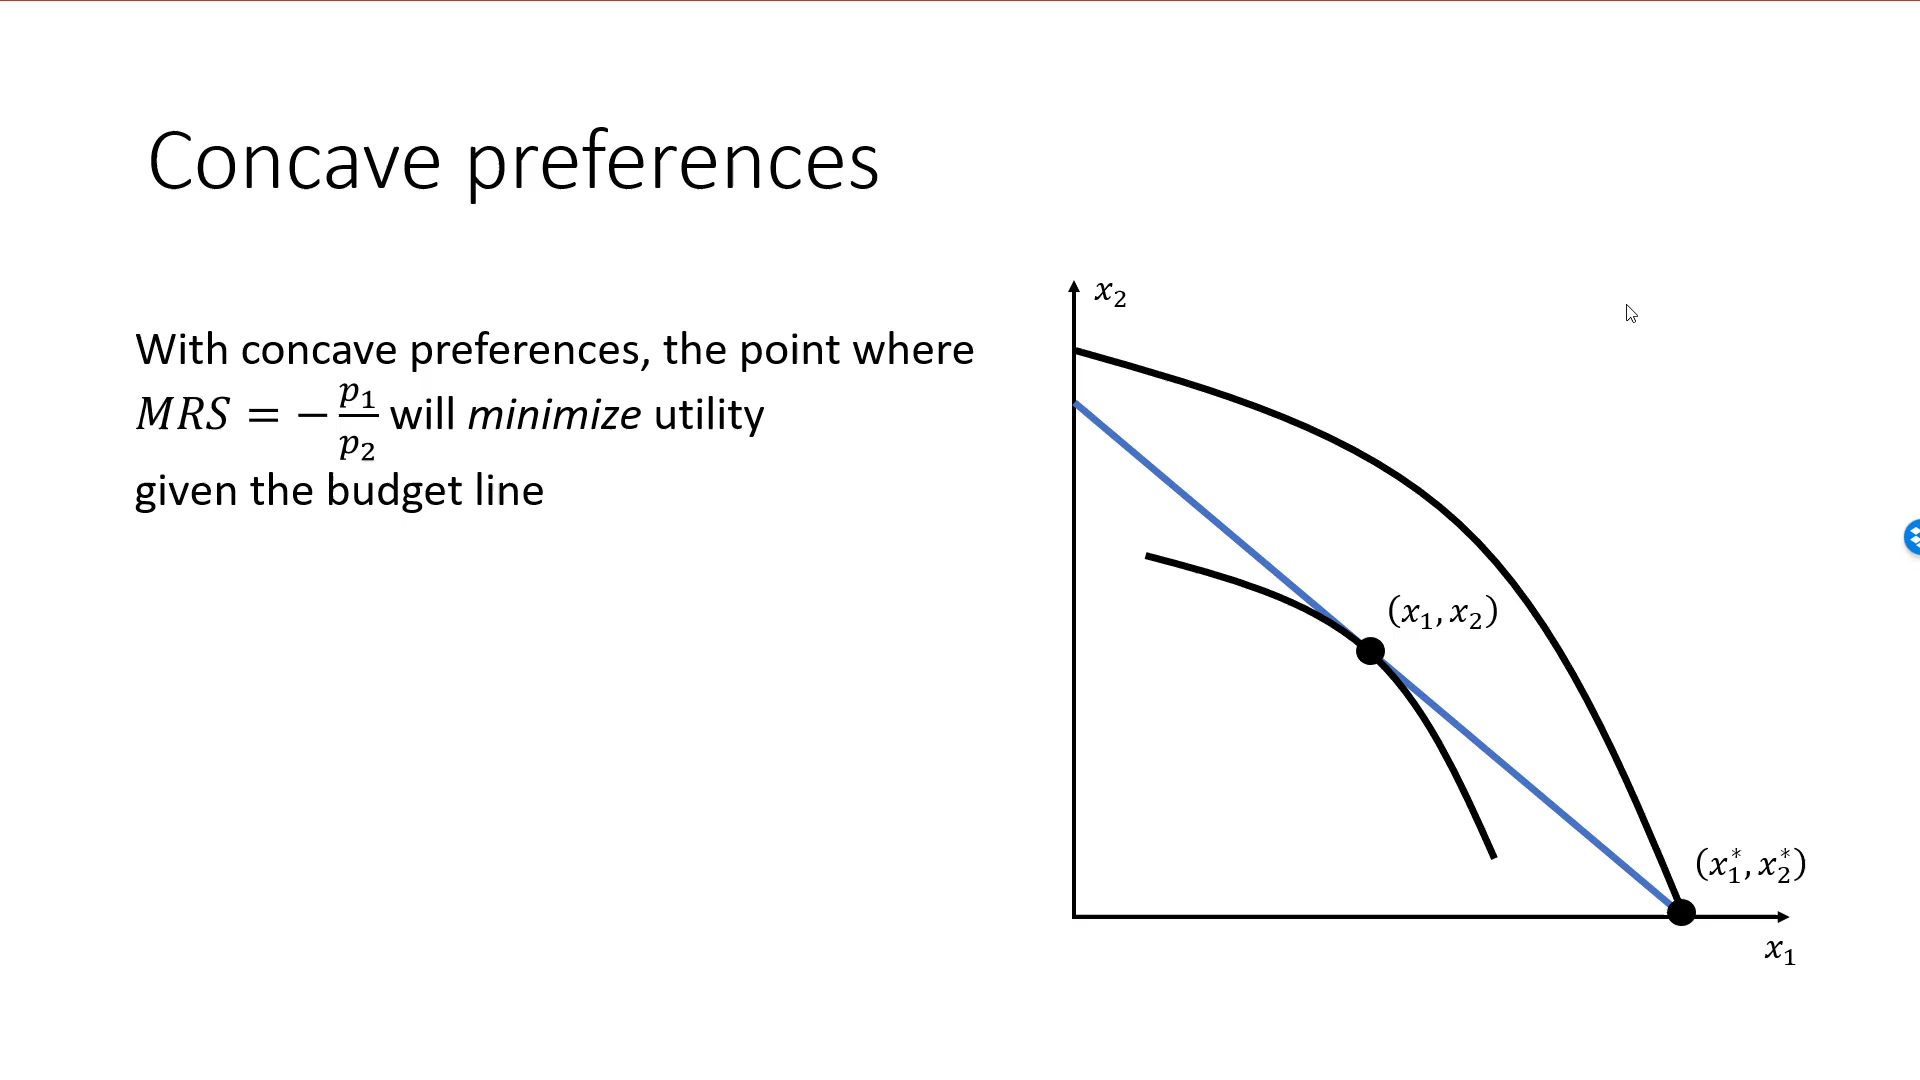 Concave preferences
With concave preferences, the point where
MRS = −p₁/p₂ will minimize utility
given the budget line
x₂
(x₁, x₂)
(x₁*, x₂*)
x₁